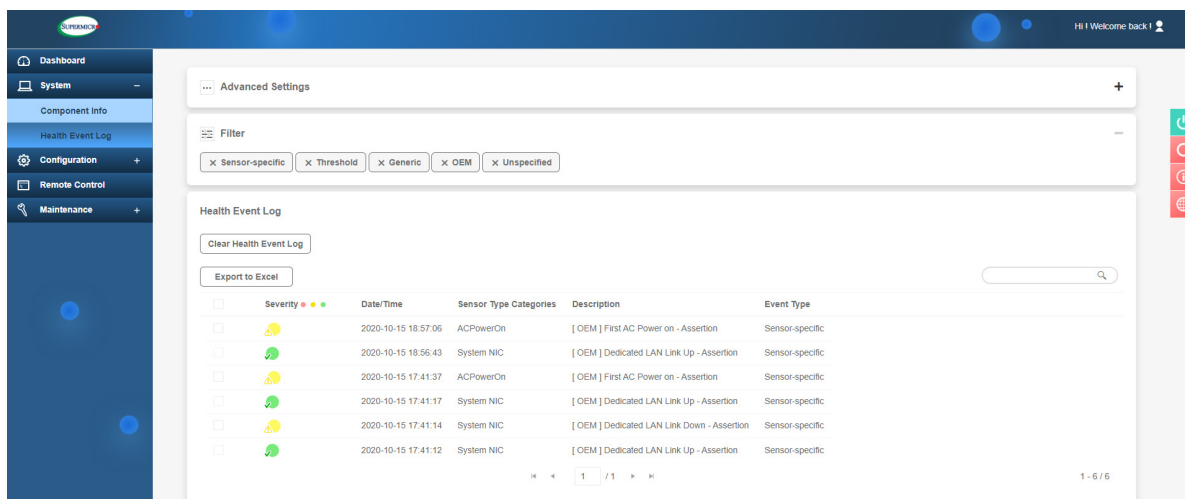 SUPERMICR
Hi ! Welcome back !
Dashboard
System −
Component Info
Health Event Log
Configuration +
Remote Control
Maintenance +
Advanced Settings +
Filter −
× Sensor-specific × Threshold × Generic × OEM × Unspecified
Health Event Log
Clear Health Event Log
Export to Excel
Severity Date/Time Sensor Type Categories Description Event Type
2020-10-15 18:57:06 ACPowerOn [ OEM ] First AC Power on - Assertion Sensor-specific
2020-10-15 18:56:43 System NIC [ OEM ] Dedicated LAN Link Up - Assertion Sensor-specific
2020-10-15 17:41:37 ACPowerOn [ OEM ] First AC Power on - Assertion Sensor-specific
2020-10-15 17:41:17 System NIC [ OEM ] Dedicated LAN Link Up - Assertion Sensor-specific
2020-10-15 17:41:14 System NIC [ OEM ] Dedicated LAN Link Down - Assertion Sensor-specific
2020-10-15 17:41:12 System NIC [ OEM ] Dedicated LAN Link Up - Assertion Sensor-specific
1 / 1
1 - 6 / 6